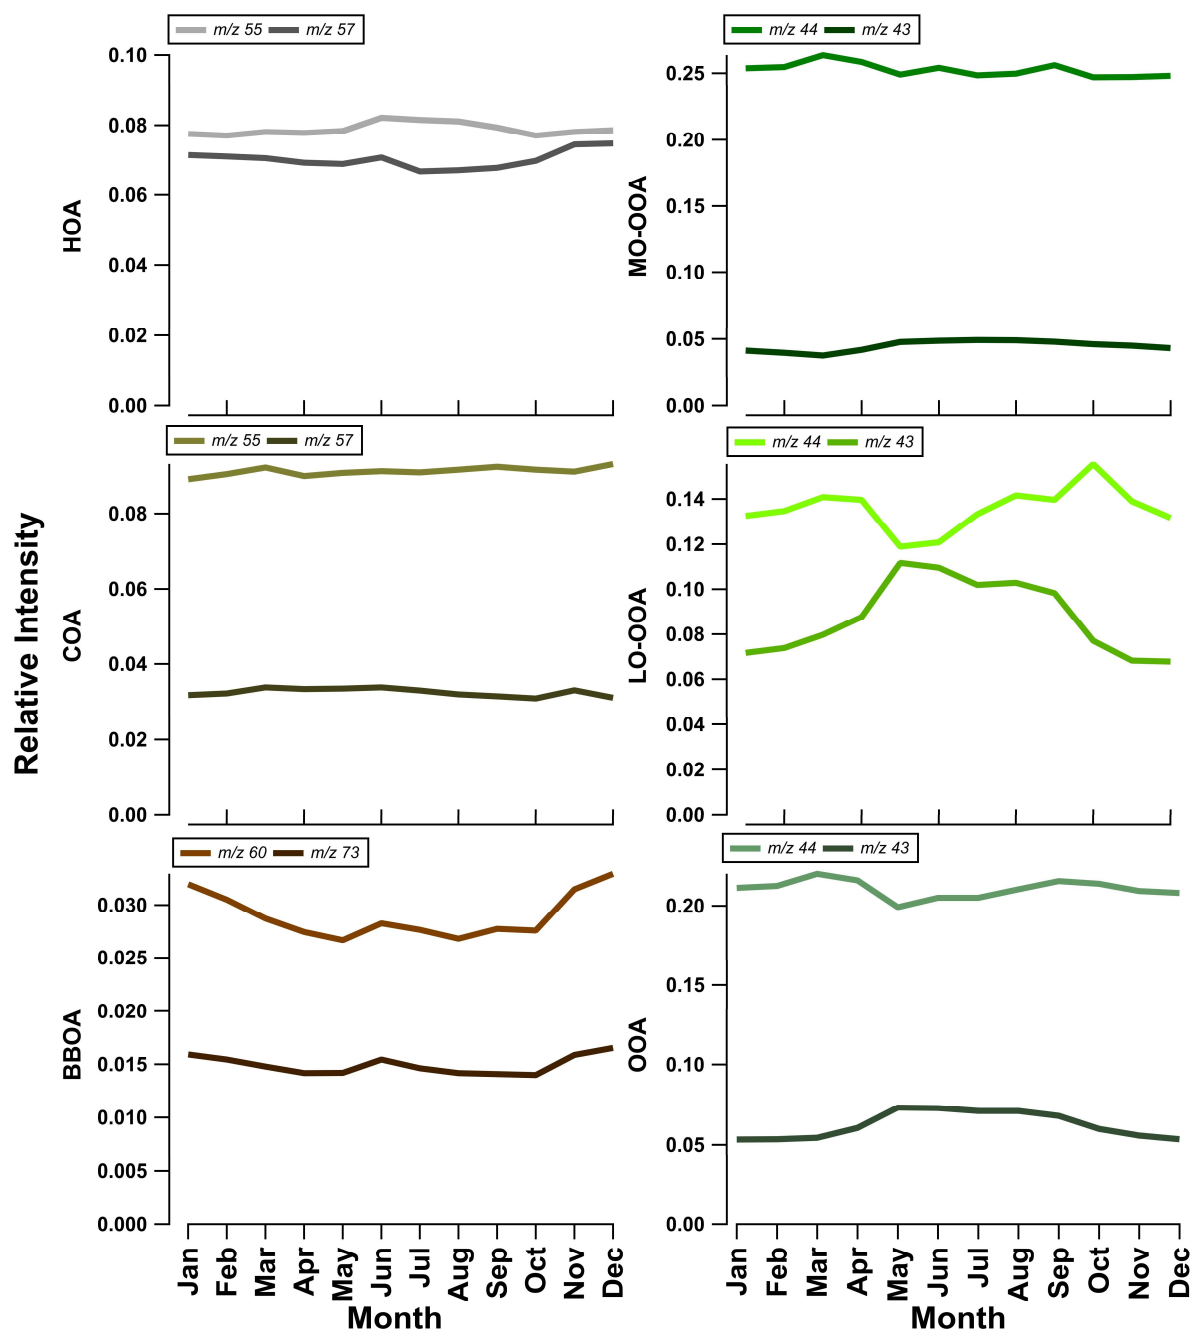 m/z 55 m/z 57
0.10
0.08
0.06
0.04
0.02
0.00
HOA
m/z 44 m/z 43
0.25
0.20
0.15
0.10
0.05
0.00
MO-OOA
Relative Intensity
m/z 55 m/z 57
0.08
0.06
0.04
0.02
0.00
COA
m/z 44 m/z 43
0.14
0.12
0.10
0.08
0.06
0.04
0.02
0.00
LO-OOA
m/z 60 m/z 73
0.030
0.025
0.020
0.015
0.010
0.005
0.000
BBOA
Jan Feb Mar Apr May Jun Jul Aug Sep Oct Nov Dec
Month
m/z 44 m/z 43
0.20
0.15
0.10
0.05
0.00
OOA
Jan Feb Mar Apr May Jun Jul Aug Sep Oct Nov Dec
Month